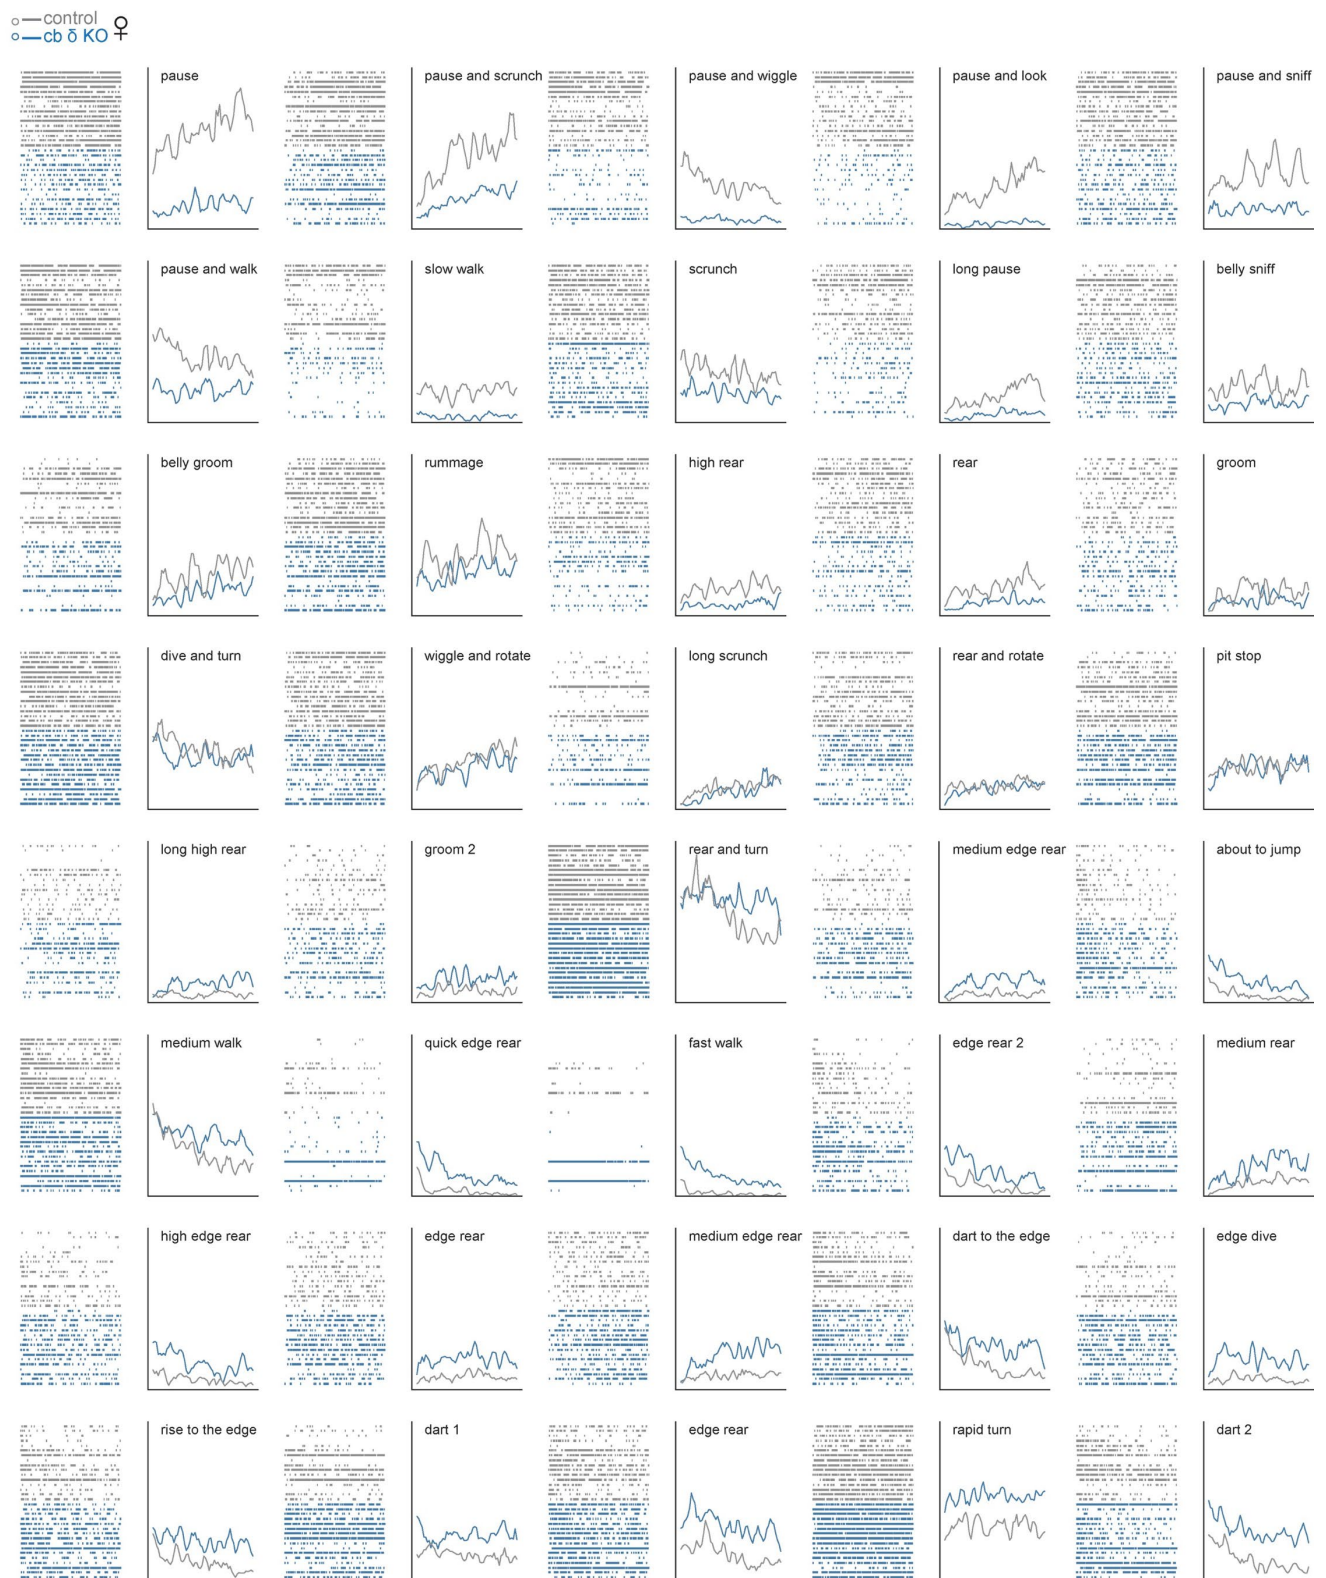 control
cb δ KO ♀
pause
pause and scrunch
pause and wiggle
pause and look
pause and sniff
pause and walk
slow walk
scrunch
long pause
belly sniff
belly groom
rummage
high rear
rear
groom
dive and turn
wiggle and rotate
long scrunch
rear and rotate
pit stop
long high rear
groom 2
rear and turn
medium edge rear
about to jump
medium walk
quick edge rear
fast walk
edge rear 2
medium rear
high edge rear
edge rear
medium edge rear
dart to the edge
edge dive
rise to the edge
dart 1
edge rear
rapid turn
dart 2